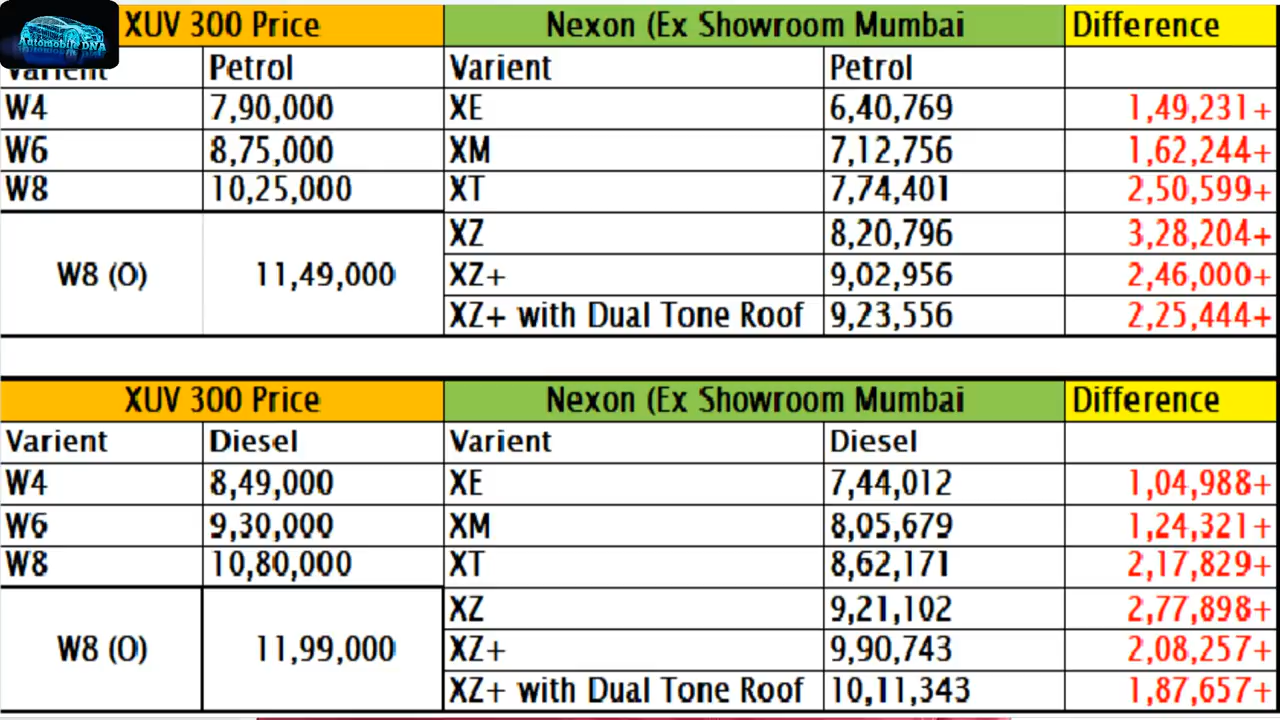 Automobile DNA
XUV 300 Price Nexon (Ex Showroom Mumbai Difference
Varient Petrol Varient Petrol
W4 7,90,000 XE 6,40,769 1,49,231+
W6 8,75,000 XM 7,12,756 1,62,244+
W8 10,25,000 XT 7,74,401 2,50,599+
XZ 8,20,796 3,28,204+
W8 (O) 11,49,000 XZ+ 9,02,956 2,46,000+
XZ+ with Dual Tone Roof 9,23,556 2,25,444+
XUV 300 Price Nexon (Ex Showroom Mumbai Difference
Varient Diesel Varient Diesel
W4 8,49,000 XE 7,44,012 1,04,988+
W6 9,30,000 XM 8,05,679 1,24,321+
W8 10,80,000 XT 8,62,171 2,17,829+
XZ 9,21,102 2,77,898+
W8 (O) 11,99,000 XZ+ 9,90,743 2,08,257+
XZ+ with Dual Tone Roof 10,11,343 1,87,657+